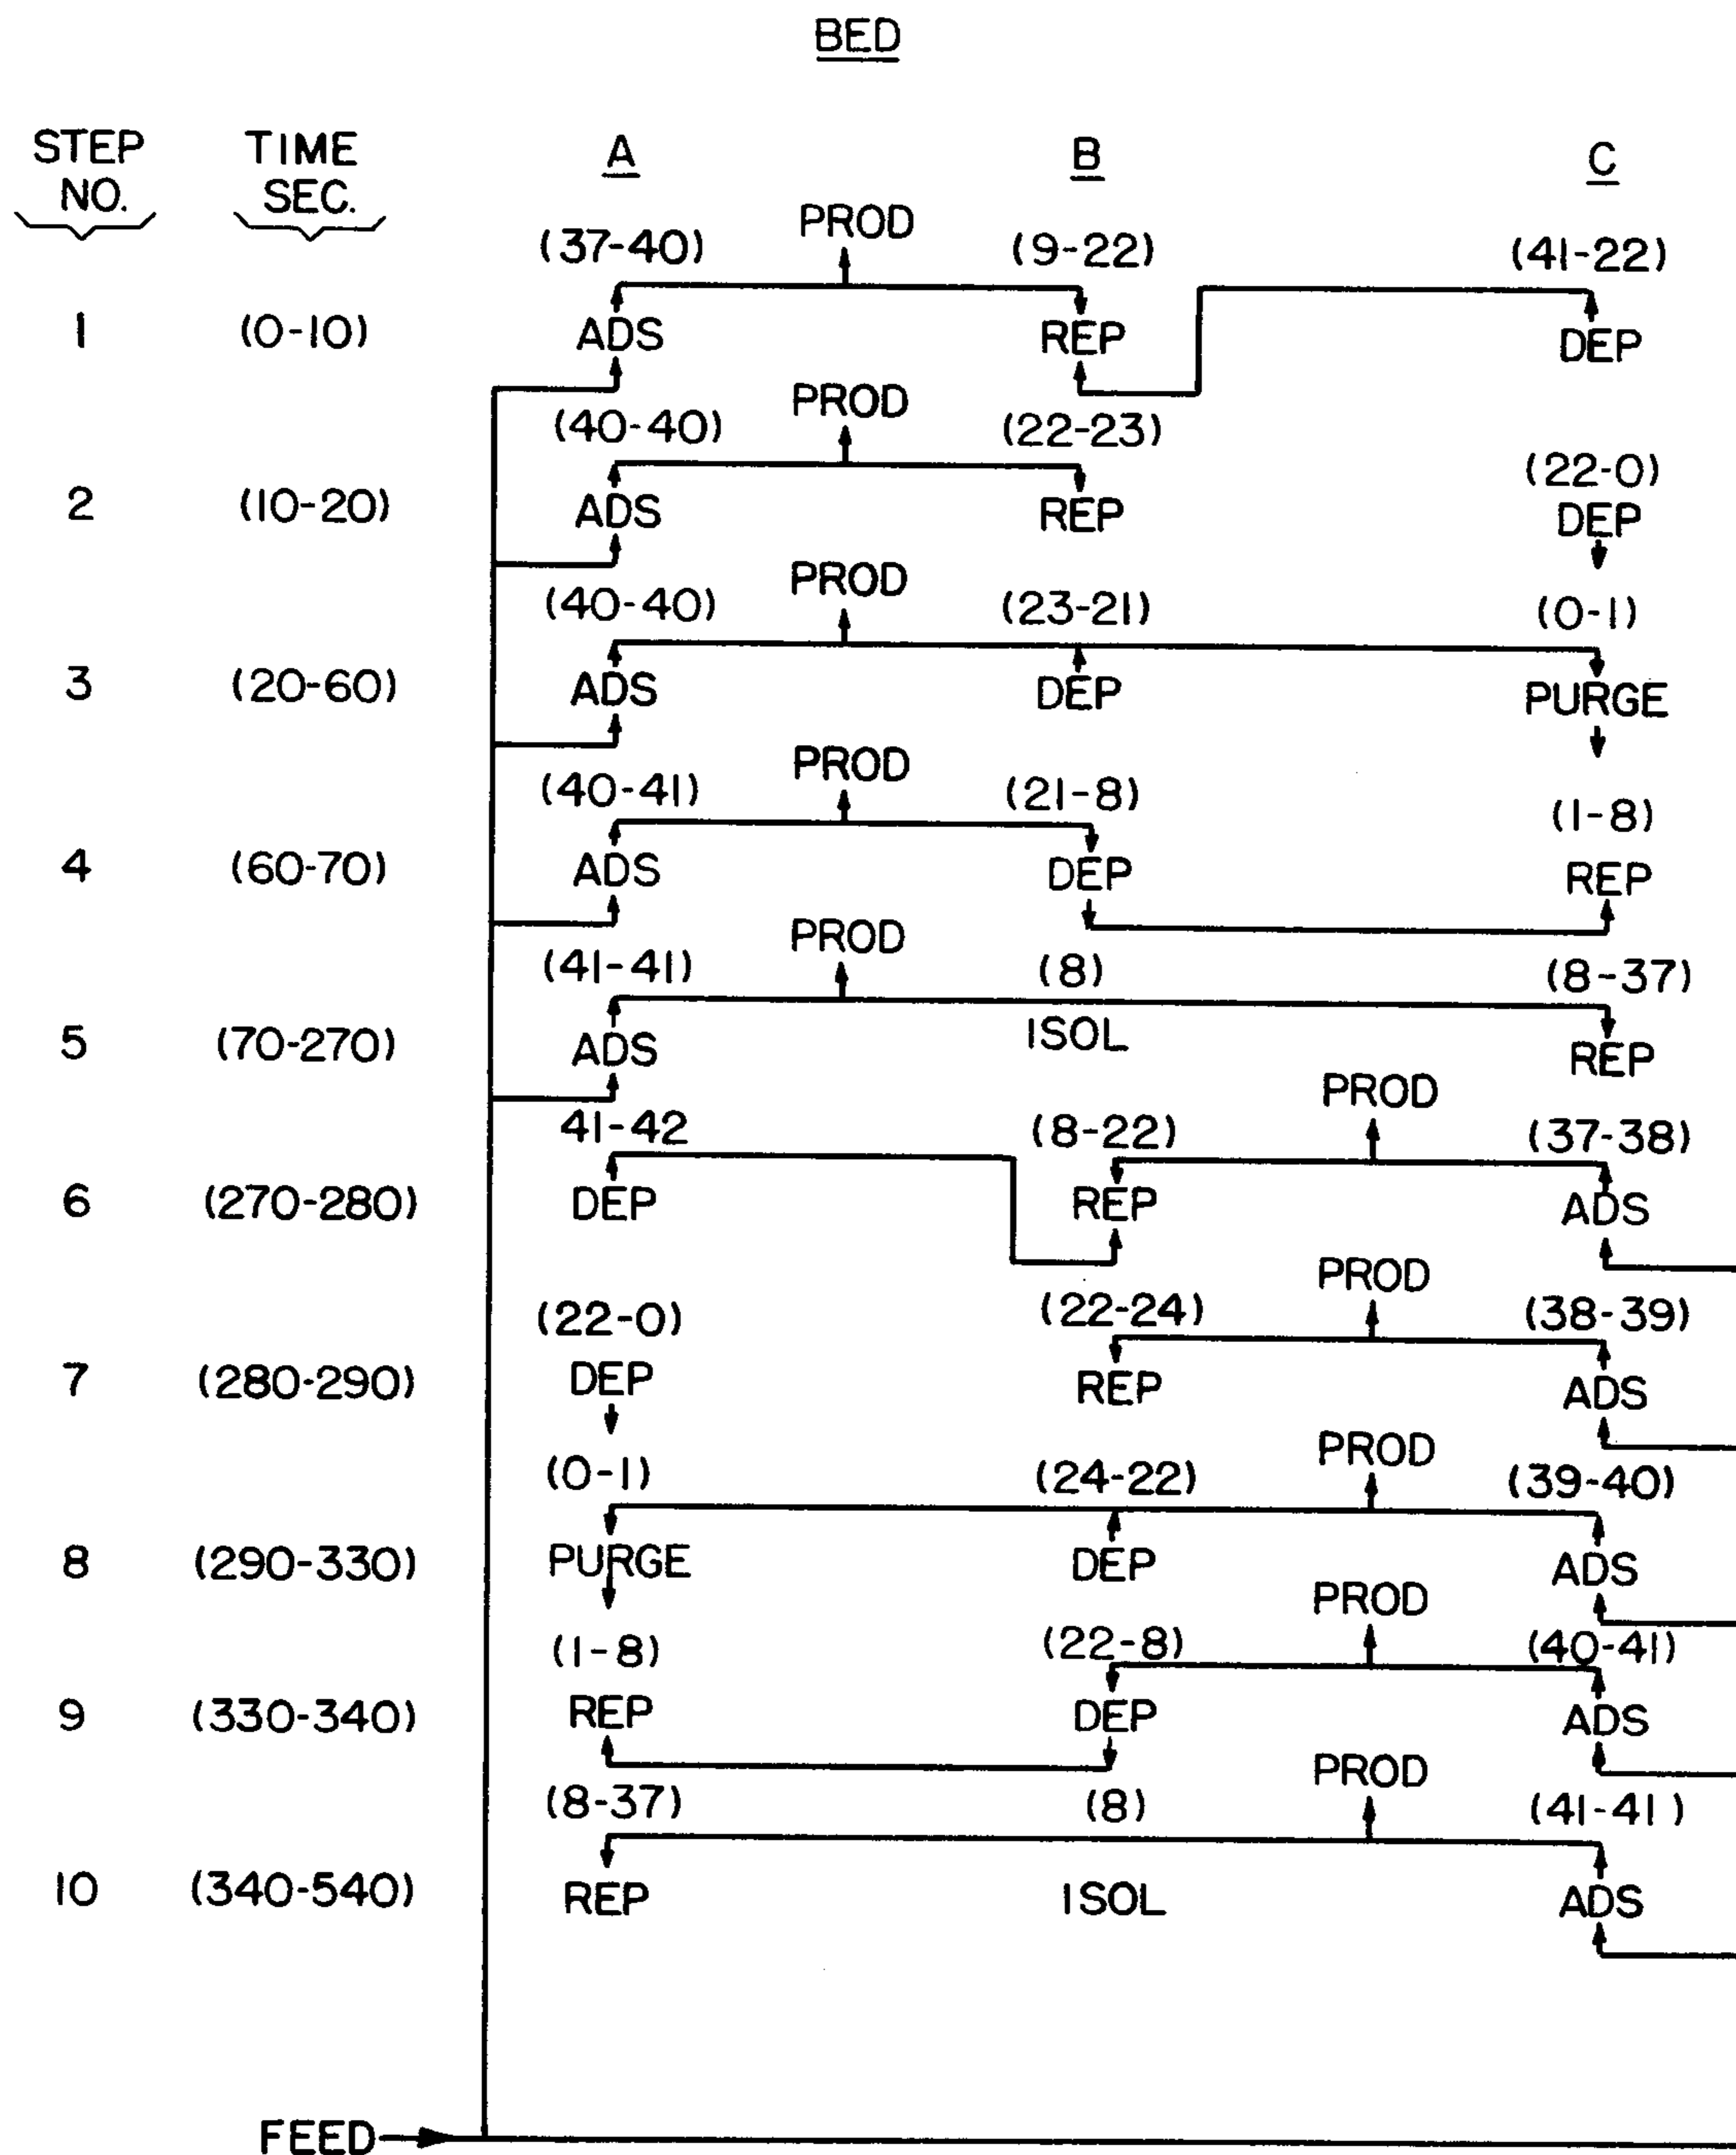 BED
STEP NO. TIME SEC. A B C
PROD
(37-40) (9-22) (41-22)
1 (0-10) ADS REP DEP
PROD
(40-40) (22-23) (22-0)
2 (10-20) ADS REP DEP
PROD
(40-40) (23-21) (0-1)
3 (20-60) ADS DEP PURGE
PROD
(40-41) (21-8) (1-8)
4 (60-70) ADS DEP REP
PROD
(41-41) (8) (8-37)
5 (70-270) ADS ISOL REP
PROD
41-42 (8-22) (37-38)
6 (270-280) DEP REP ADS
PROD
(22-0) (22-24) (38-39)
7 (280-290) DEP REP ADS
PROD
(0-1) (24-22) (39-40)
8 (290-330) PURGE DEP ADS
PROD
(1-8) (22-8) (40-41)
9 (330-340) REP DEP ADS
PROD
(8-37) (8) (41-41)
10 (340-540) REP ISOL ADS
FEED